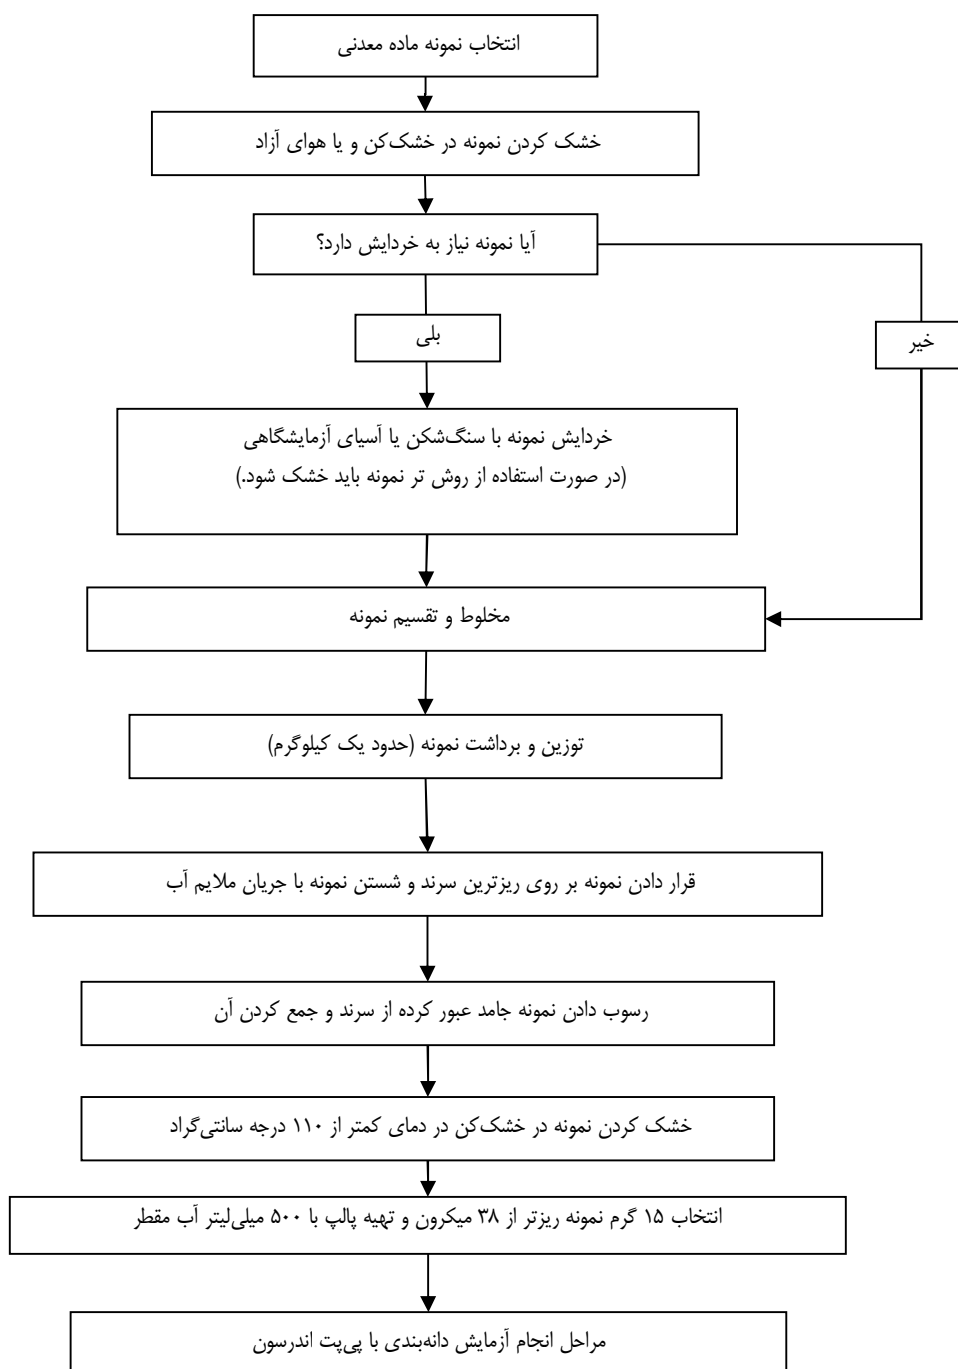 انتخاب نمونه ماده معدنی
خشک کردن نمونه در خشک‌کن و یا هوای آزاد
آیا نمونه نیاز به خردایش دارد؟
بلی
خیر
خردایش نمونه با سنگ‌شکن یا آسیای آزمایشگاهی
(در صورت استفاده از روش تر نمونه باید خشک شود.)
مخلوط و تقسیم نمونه
توزین و برداشت نمونه (حدود یک کیلوگرم)
قرار دادن نمونه بر روی ریزترین سرند و شستن نمونه با جریان ملایم آب
رسوب دادن نمونه جامد عبور کرده از سرند و جمع کردن آن
خشک کردن نمونه در خشک‌کن در دمای کمتر از ۱۱۰ درجه سانتی‌گراد
انتخاب ۱۵ گرم نمونه ریزتر از ۳۸ میکرون و تهیه پالپ با ۵۰۰ میلی‌لیتر آب مقطر
مراحل انجام آزمایش دانه‌بندی با پی‌پت اندرسون